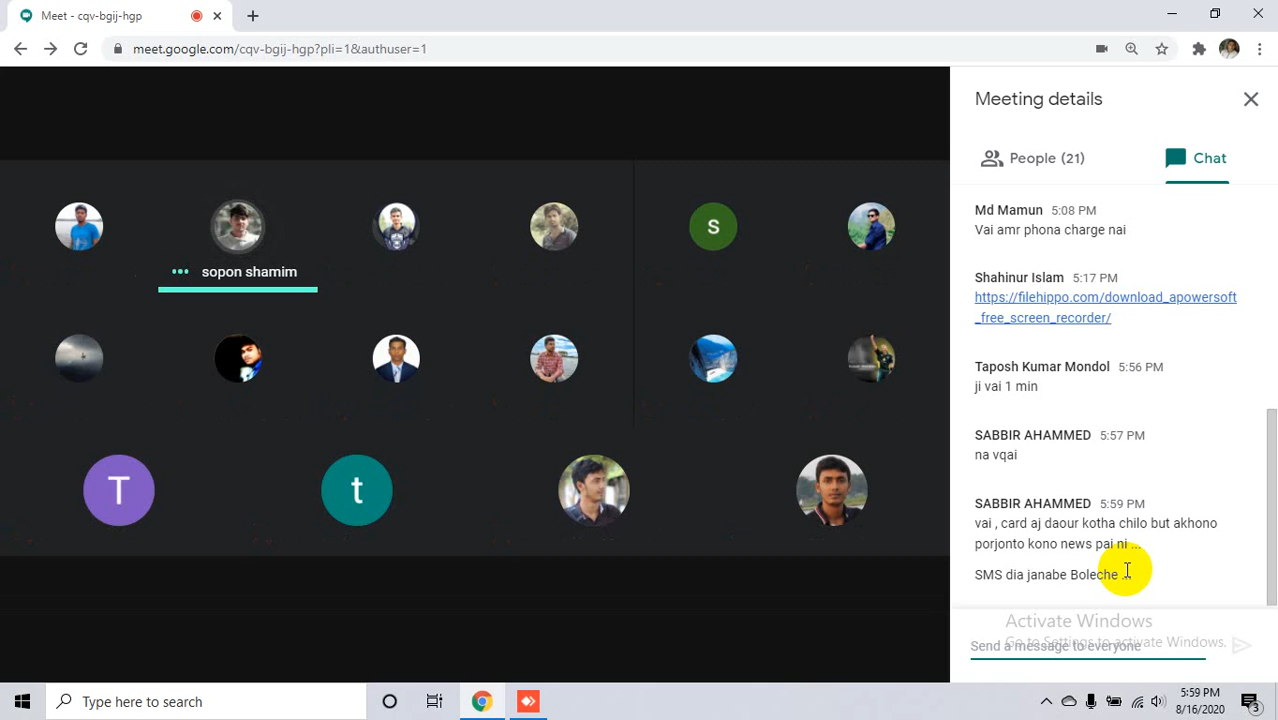 Meet - cqv-bgij-hgp
meet.google.com/cqv-bgij-hgp?pli=1&authuser=1
Meeting details
People (21)
Chat
Md Mamun 5:08 PM
Vai amr phona charge nai
Shahinur Islam 5:17 PM
https://filehippo.com/download_apowersoft
_free_screen_recorder/
Taposh Kumar Mondol 5:56 PM
ji vai 1 min
SABBIR AHAMMED 5:57 PM
na vqai
SABBIR AHAMMED 5:59 PM
vai , card aj daour kotha chilo but akhono
porjonto kono news pai ni ...
SMS dia janabe Boleche ...
sopon shamim
S
T
t
Activate Windows
Go to Settings to activate Windows.
Send a message to everyone
Type here to search
5:59 PM
8/16/2020
3